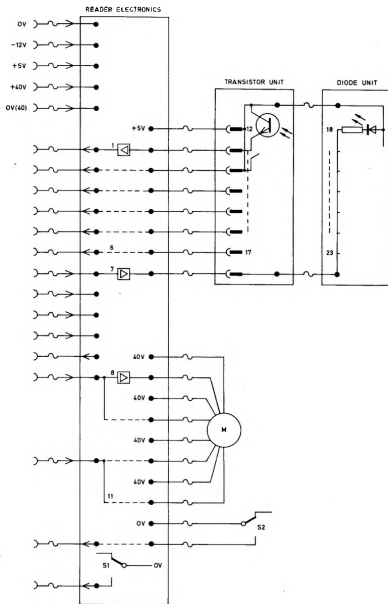 READER ELECTRONICS
0V
-12V
+5V
+40V
0V(40)
TRANSISTOR UNIT
DIODE UNIT
+5V
12
18
1
6
17
23
7
40V
8
40V
M
40V
11
40V
0V
S2
S1
0V